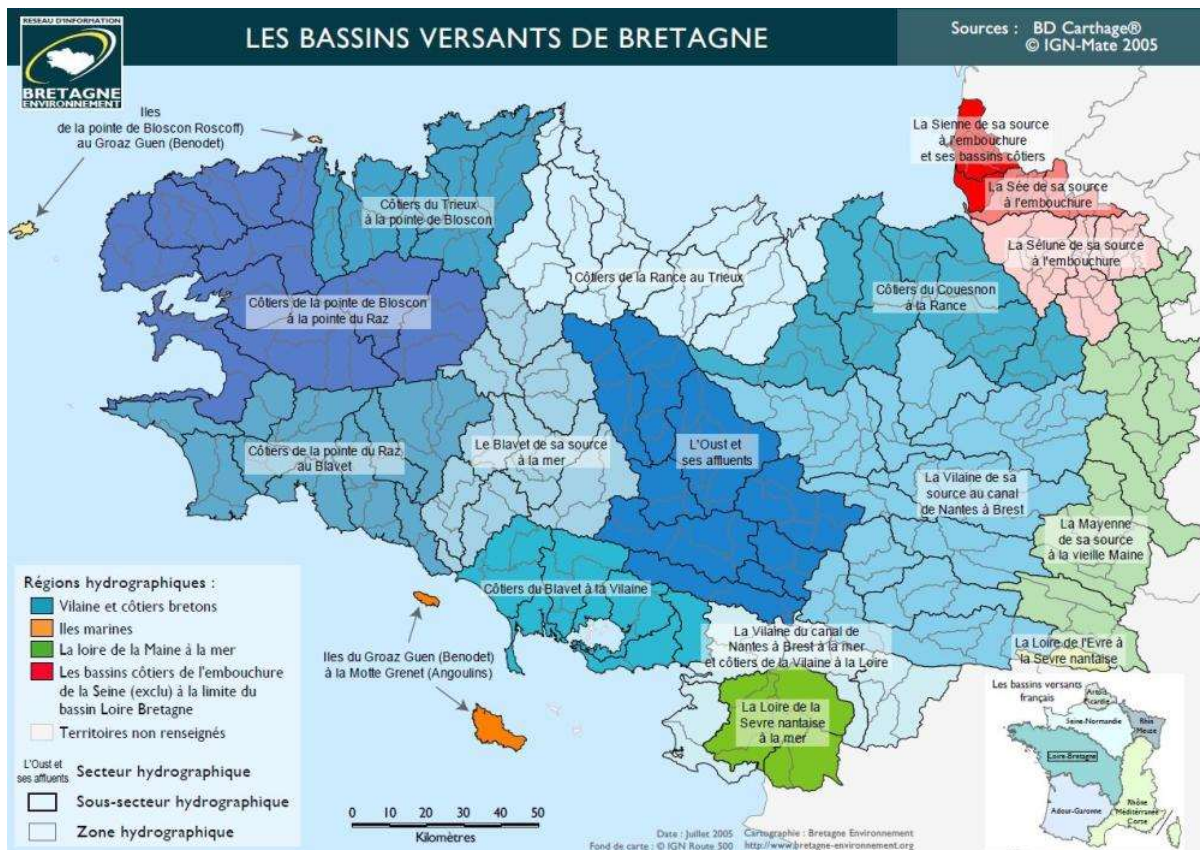 RESEAU D'INFORMATION
BRETAGNE
ENVIRONNEMENT
LES BASSINS VERSANTS DE BRETAGNE
Sources : BD Carthage®
© IGN-Mate 2005
Iles
de la pointe de Bloscon Roscoff)
au Groaz Guen (Benodet)
La Sienne de sa source
à l'embouchure
et ses bassins côtiers
La Sée de sa source
à l'embouchure
Côtiers du Trieux
à la pointe de Bloscon
La Sélune de sa source
à l'embouchure
Côtiers de la Rance au Trieux
Côtiers du Couesnon
à la Rance
Côtiers de la pointe de Bloscon
à la pointe du Raz
Côtiers de la pointe du Raz
au Blavet
Le Blavet de sa source
à la mer
L'Oust et
ses affluents
La Vilaine de sa
source au canal
de Nantes à Brest
La Mayenne
de sa source
à la vieille Maine
Côtiers du Blavet à la Vilaine
La Vilaine du canal de
Nantes à Brest à la mer
et côtiers de la Vilaine à la Loire
La Loire de l'Evre à
la Sevre nantaise
Iles du Groaz Guen (Benodet)
à la Motte Grenet (Angoulins)
La Loire de la
Sevre nantaise
à la mer
Régions hydrographiques :
Vilaine et côtiers bretons
Iles marines
La loire de la Maine à la mer
Les bassins côtiers de l'embouchure
de la Seine (exclu) à la limite du
bassin Loire Bretagne
Territoires non renseignés
L'Oust et
ses affluents
Secteur hydrographique
Sous-secteur hydrographique
Zone hydrographique
0 10 20 30 40 50
Kilomètres
Date : Juillet 2005 Cartographie : Bretagne Environnement
Fond de carte : © IGN Route 500 http://www.bretagne-environnement.org
Les bassins versants
français
Artois
Picardie
Seine-Normandie
Rhin
Meuse
Loire-Bretagne
Adour-Garonne
Rhône
Méditerranée
Corse